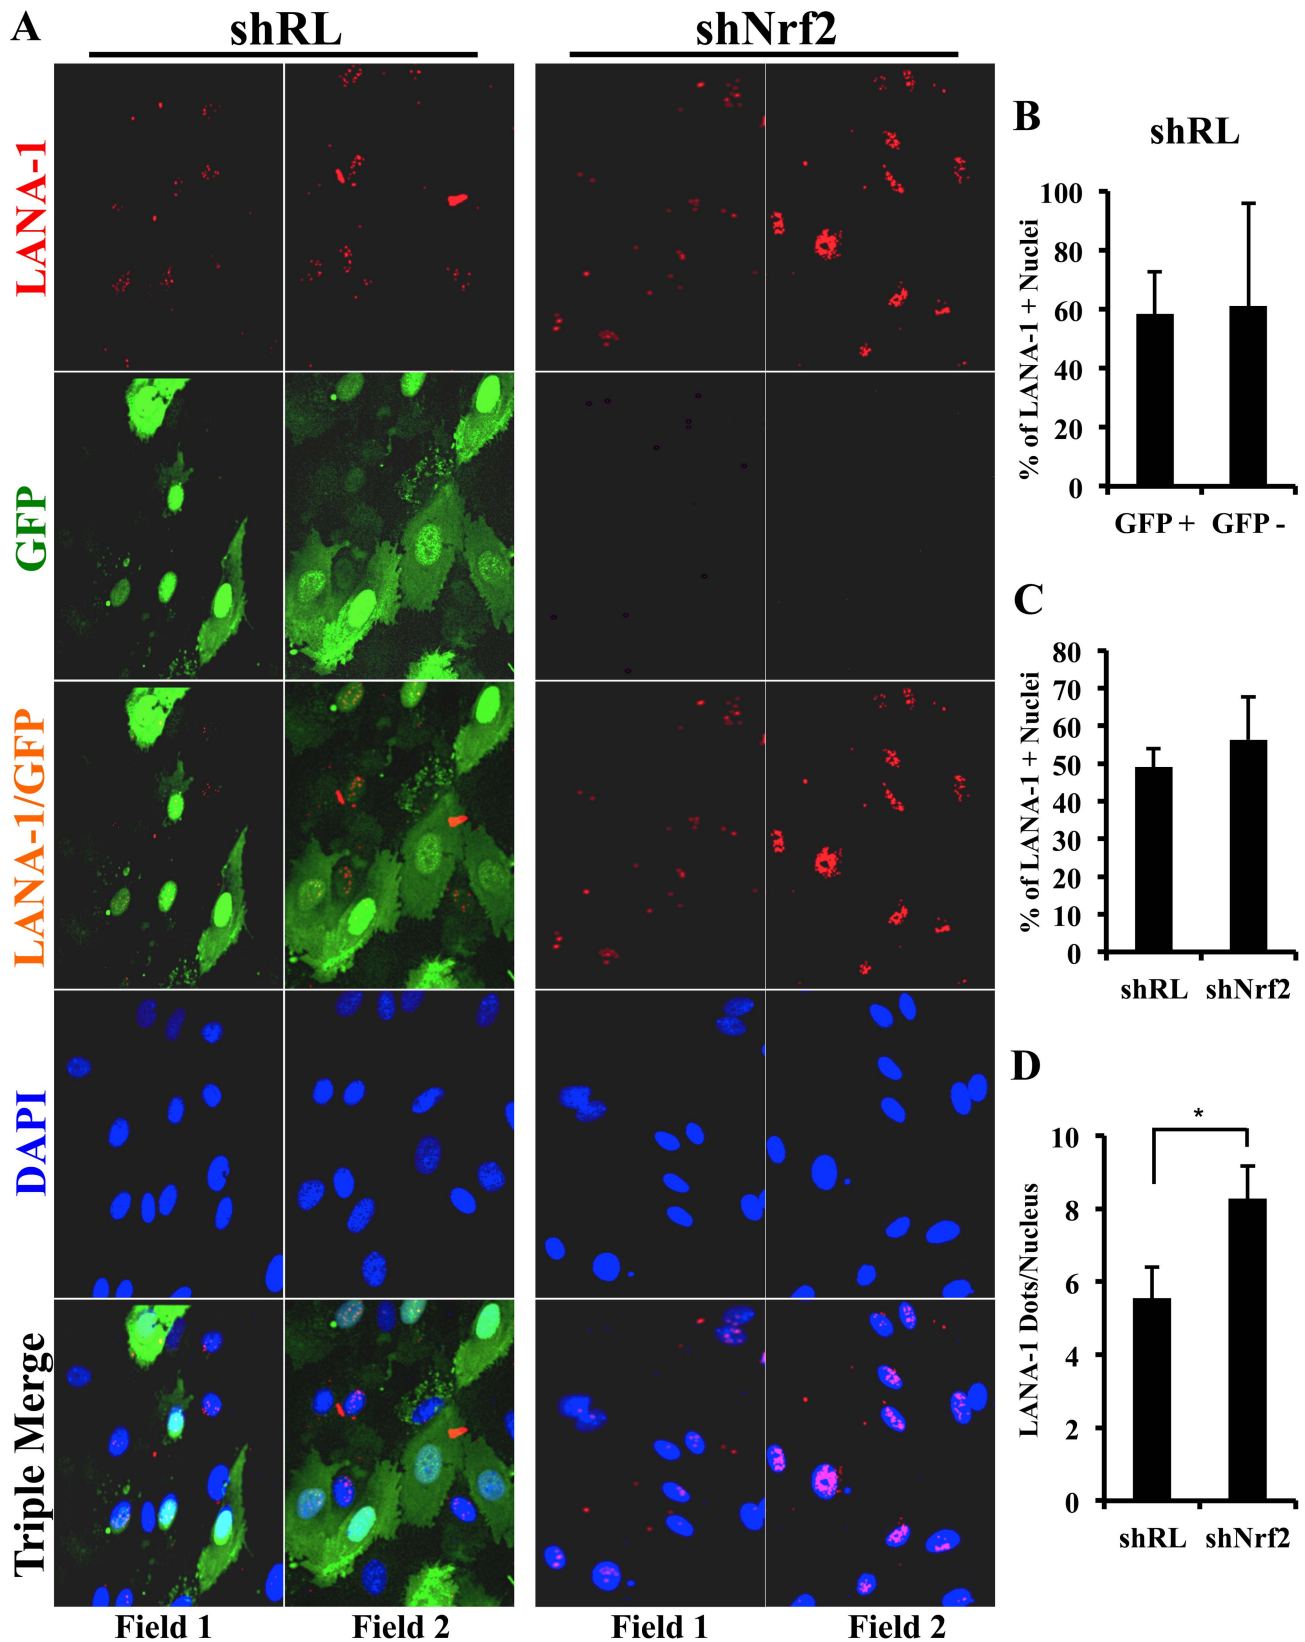 A
shRL
shNrf2
LANA-1
GFP
LANA-1/GFP
DAPI
Triple Merge
Field 1
Field 2
Field 1
Field 2
B
shRL
% of LANA-1 + Nuclei
100
80
60
40
20
0
GFP +
GFP -
C
% of LANA-1 + Nuclei
80
70
60
50
40
30
20
10
0
shRL
shNrf2
D
*
LANA-1 Dots/Nucleus
10
8
6
4
2
0
shRL
shNrf2